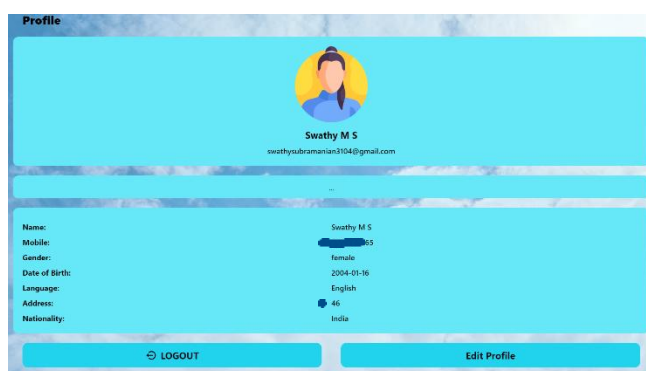 Profile
Swathy M S
swathysubramanian3104@gmail.com
...
Name: Swathy M S
Mobile: 65
Gender: female
Date of Birth: 2004-01-16
Language: English
Address: 46
Nationality: India
LOGOUT Edit Profile